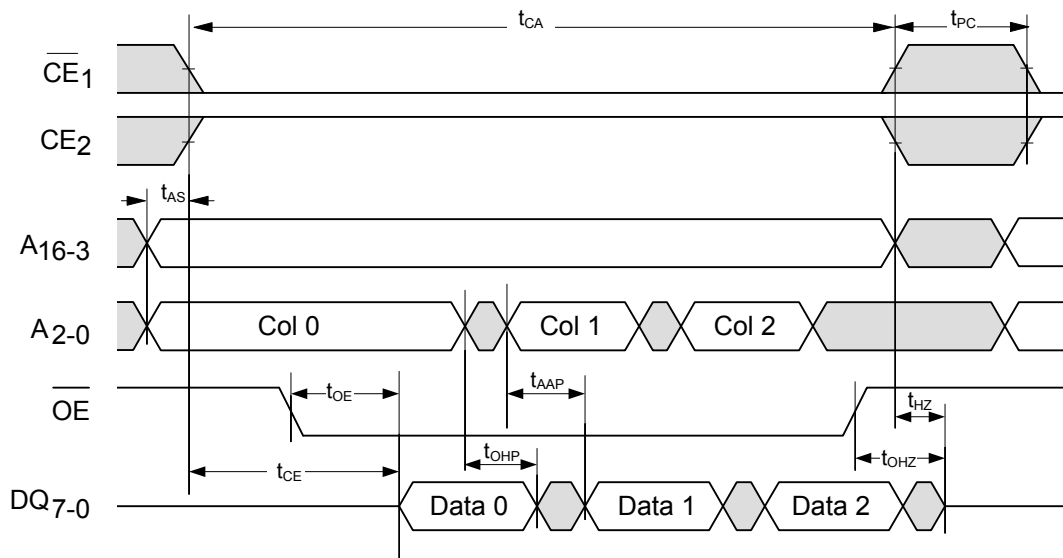 tCA tPC
CE1
CE2
tAS
A16-3
A2-0 Col 0 Col 1 Col 2
OE tOE tAAP tHZ
tCE tOHP tOHZ
DQ7-0 Data 0 Data 1 Data 2